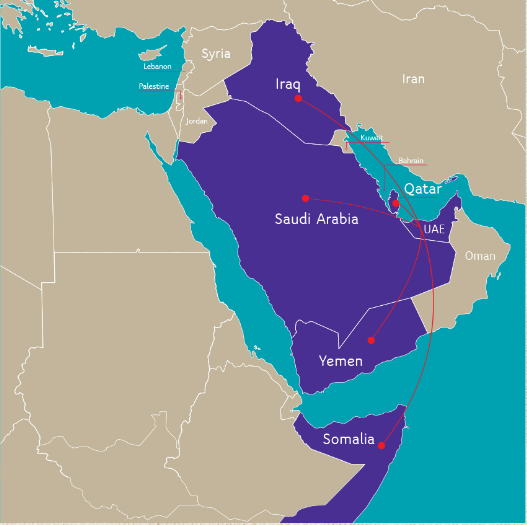 Syria
Lebanon
Iran
Iraq
Palestine
Jordan
Kuwait
Bahrain
Qatar
Saudi Arabia
UAE
Oman
Yemen
Somalia